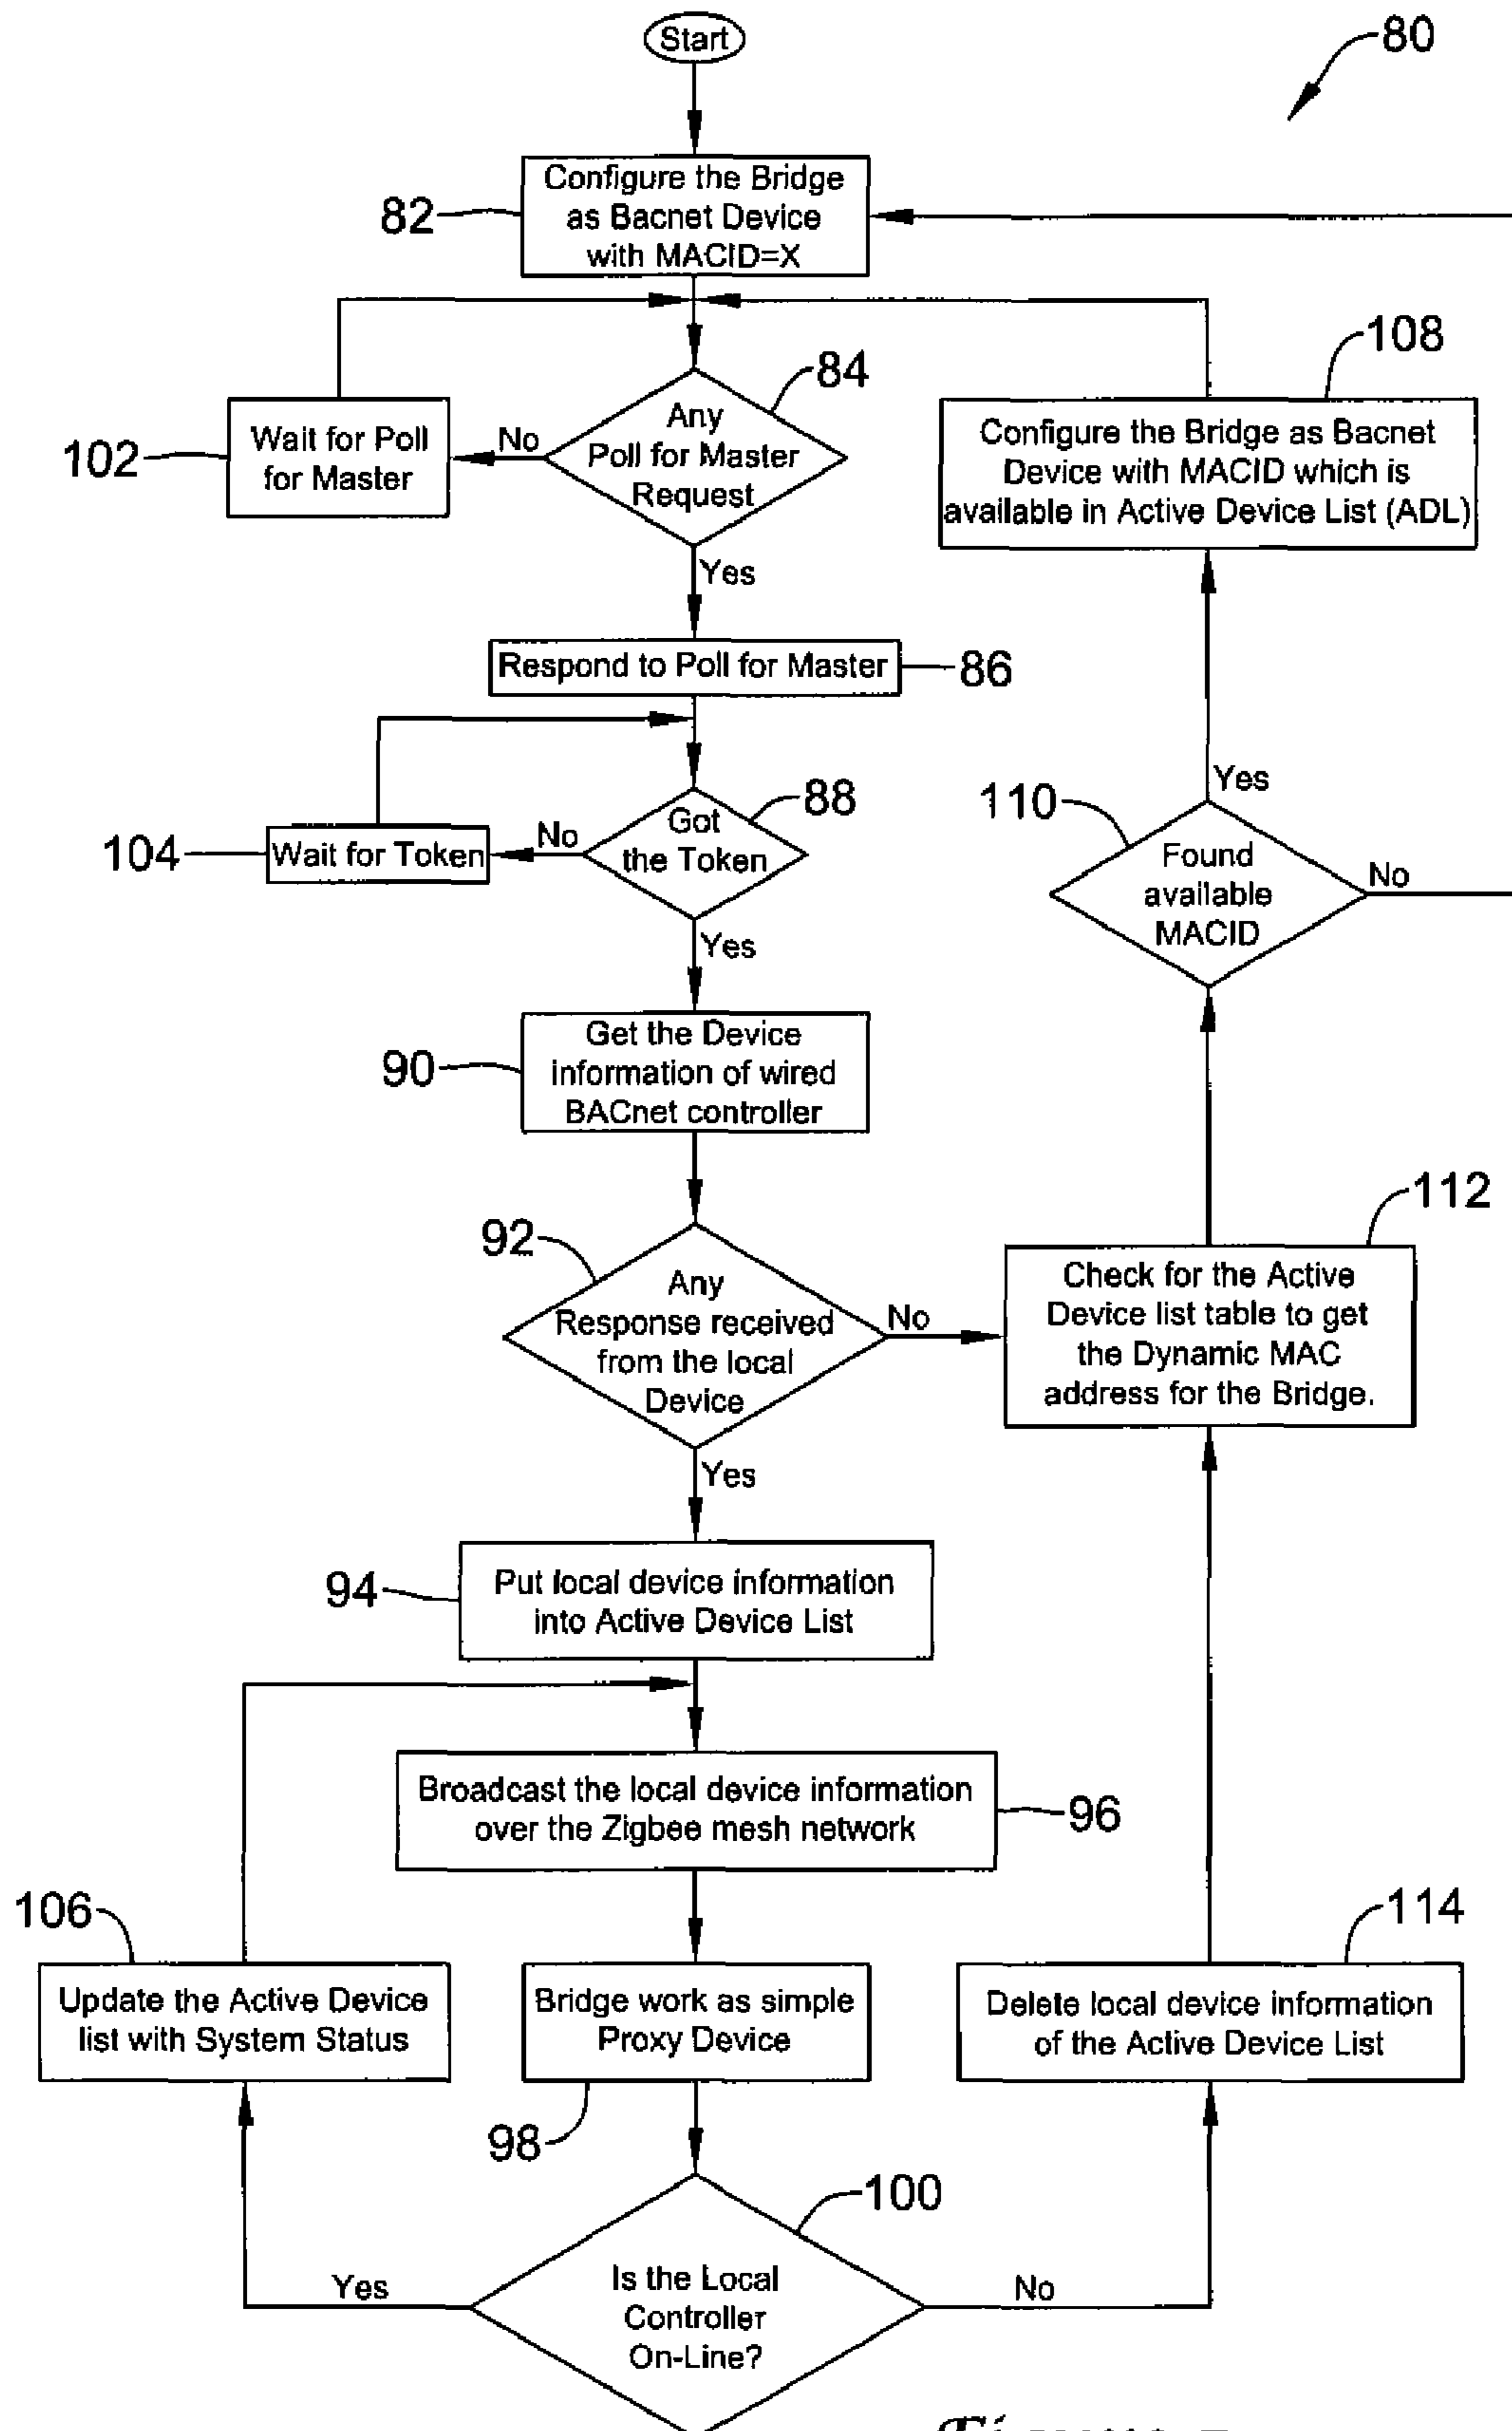 Start
80
Configure the Bridge
as Bacnet Device
with MACID=X
82
108
84
Any
Poll for Master
Request
No
Wait for Poll
for Master
102
Configure the Bridge as Bacnet
Device with MACID which is
available in Active Device List (ADL)
Yes
Respond to Poll for Master
86
88
Got
the Token
No
Wait for Token
104
Yes
110
Found
available
MACID
No
Yes
Get the Device
information of wired
BACnet controller
90
92
Any
Response received
from the local
Device
No
112
Check for the Active
Device list table to get
the Dynamic MAC
address for the Bridge.
Yes
94
Put local device information
into Active Device List
Broadcast the local device information
over the Zigbee mesh network
96
106
Update the Active Device
list with System Status
Bridge work as simple
Proxy Device
98
114
Delete local device information
of the Active Device List
100
Is the Local
Controller
On-Line?
Yes
No